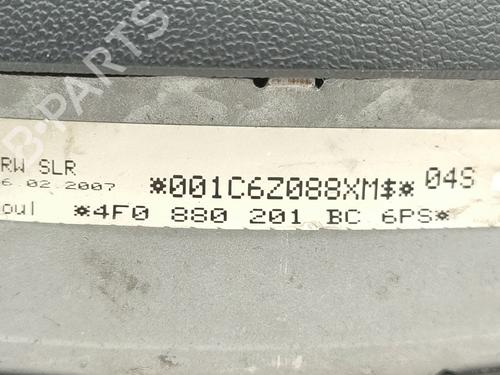 RW SLR
6.02.2007 *001C6Z088XM$* 04S
oul *4F0 880 201 BC 6PS*
B-PARTS